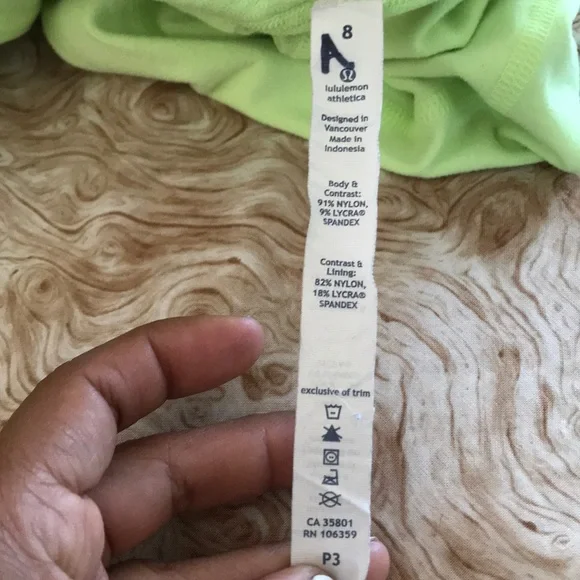 8
lululemon
athletica
Designed in
Vancouver
Made in
Indonesia
Body &
Contrast:
91% NYLON,
9% LYCRA®
SPANDEX
Contrast &
Lining:
82% NYLON,
18% LYCRA®
SPANDEX
exclusive of trim
CA 35801
RN 106359
P3